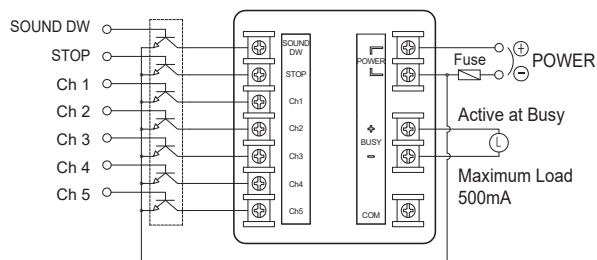 SOUND DW
STOP
Ch 1
Ch 2
Ch 3
Ch 4
Ch 5
SOUND
DW
STOP
Ch1
Ch2
Ch3
Ch4
Ch5
POWER
+
BUSY
-
COM
Fuse
+
-
POWER
Active at Busy
L
Maximum Load
500mA